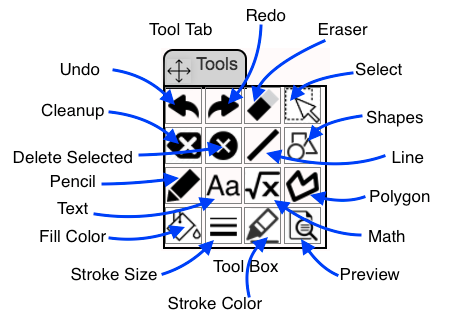 Redo
Tool Tab
Eraser
Tools
Undo
Select
Cleanup
Shapes
Delete Selected
Line
Pencil
Aa
√x
Polygon
Text
Fill Color
Math
Tool Box
Stroke Size
Preview
Stroke Color